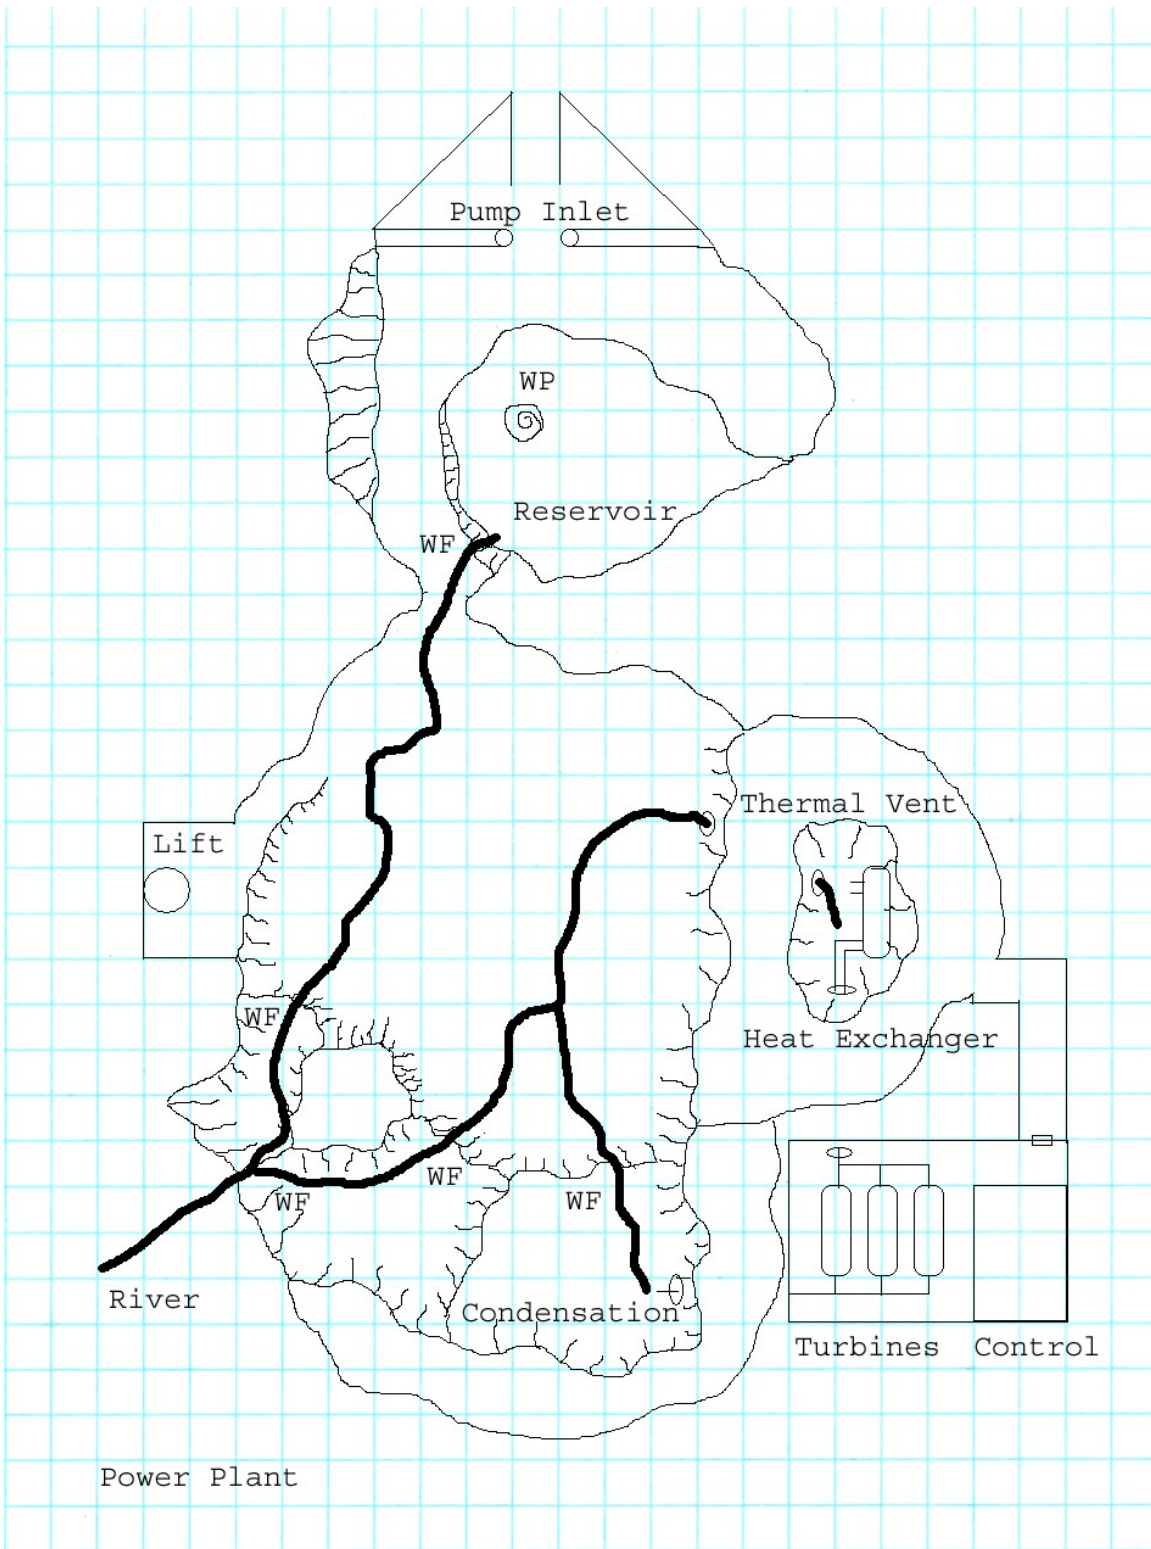 Pump Inlet
WP
Reservoir
WF
Thermal Vent
Lift
WF
Heat Exchanger
WF
WF
WF
River
Condensation
Turbines
Control
Power Plant